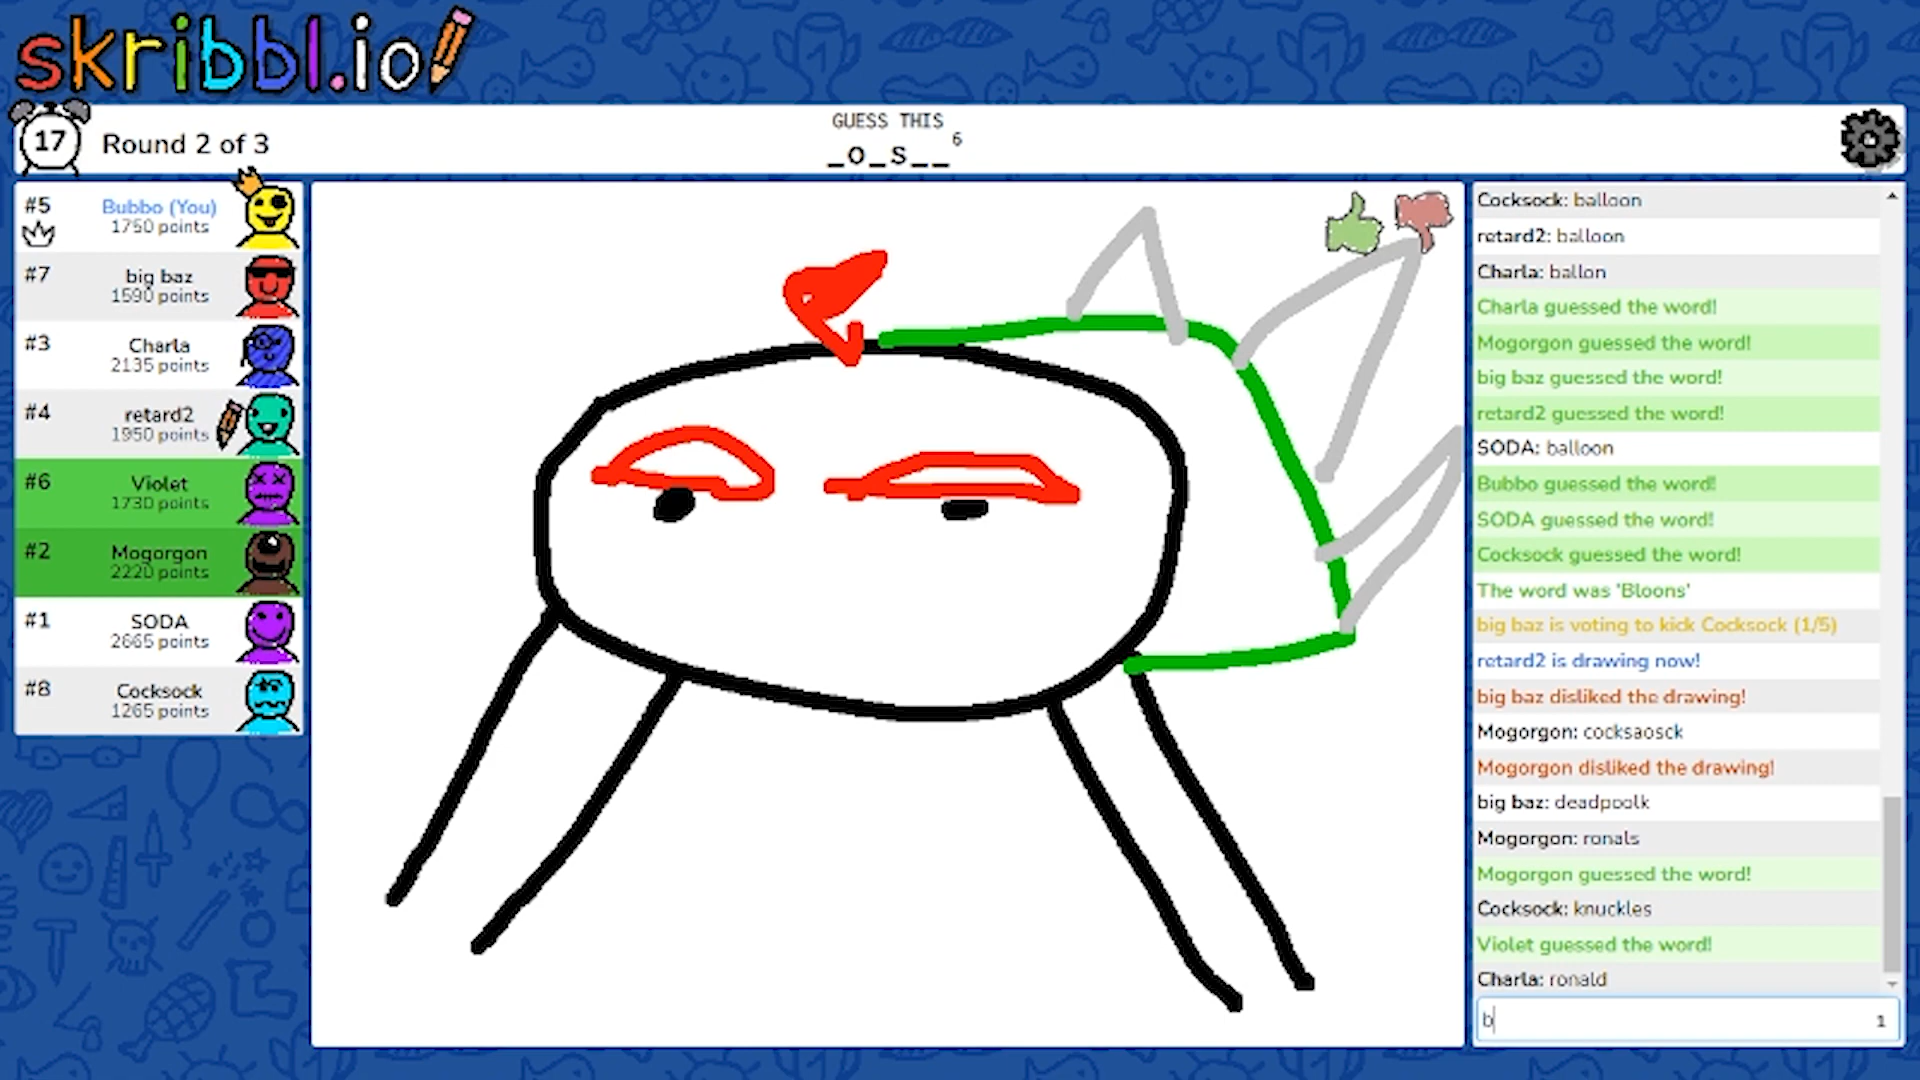 skribbl.io
17
Round 2 of 3
GUESS THIS
_O_S__ 6
#5
Bubbo (You)
1750 points
#7
big baz
1590 points
#3
Charla
2135 points
#4
retard2
1950 points
#6
Violet
1730 points
#2
Mogorgon
2220 points
#1
SODA
2665 points
#8
Cocksock
1265 points
Cocksock: balloon
retard2: balloon
Charla: ballon
Charla guessed the word!
Mogorgon guessed the word!
big baz guessed the word!
retard2 guessed the word!
SODA: balloon
Bubbo guessed the word!
SODA guessed the word!
Cocksock guessed the word!
The word was 'Bloons'
big baz is voting to kick Cocksock (1/5)
retard2 is drawing now!
big baz disliked the drawing!
Mogorgon: cocksaosck
Mogorgon disliked the drawing!
big baz: deadpoolk
Mogorgon: ronals
Mogorgon guessed the word!
Cocksock: knuckles
Violet guessed the word!
Charla: ronald
b
1